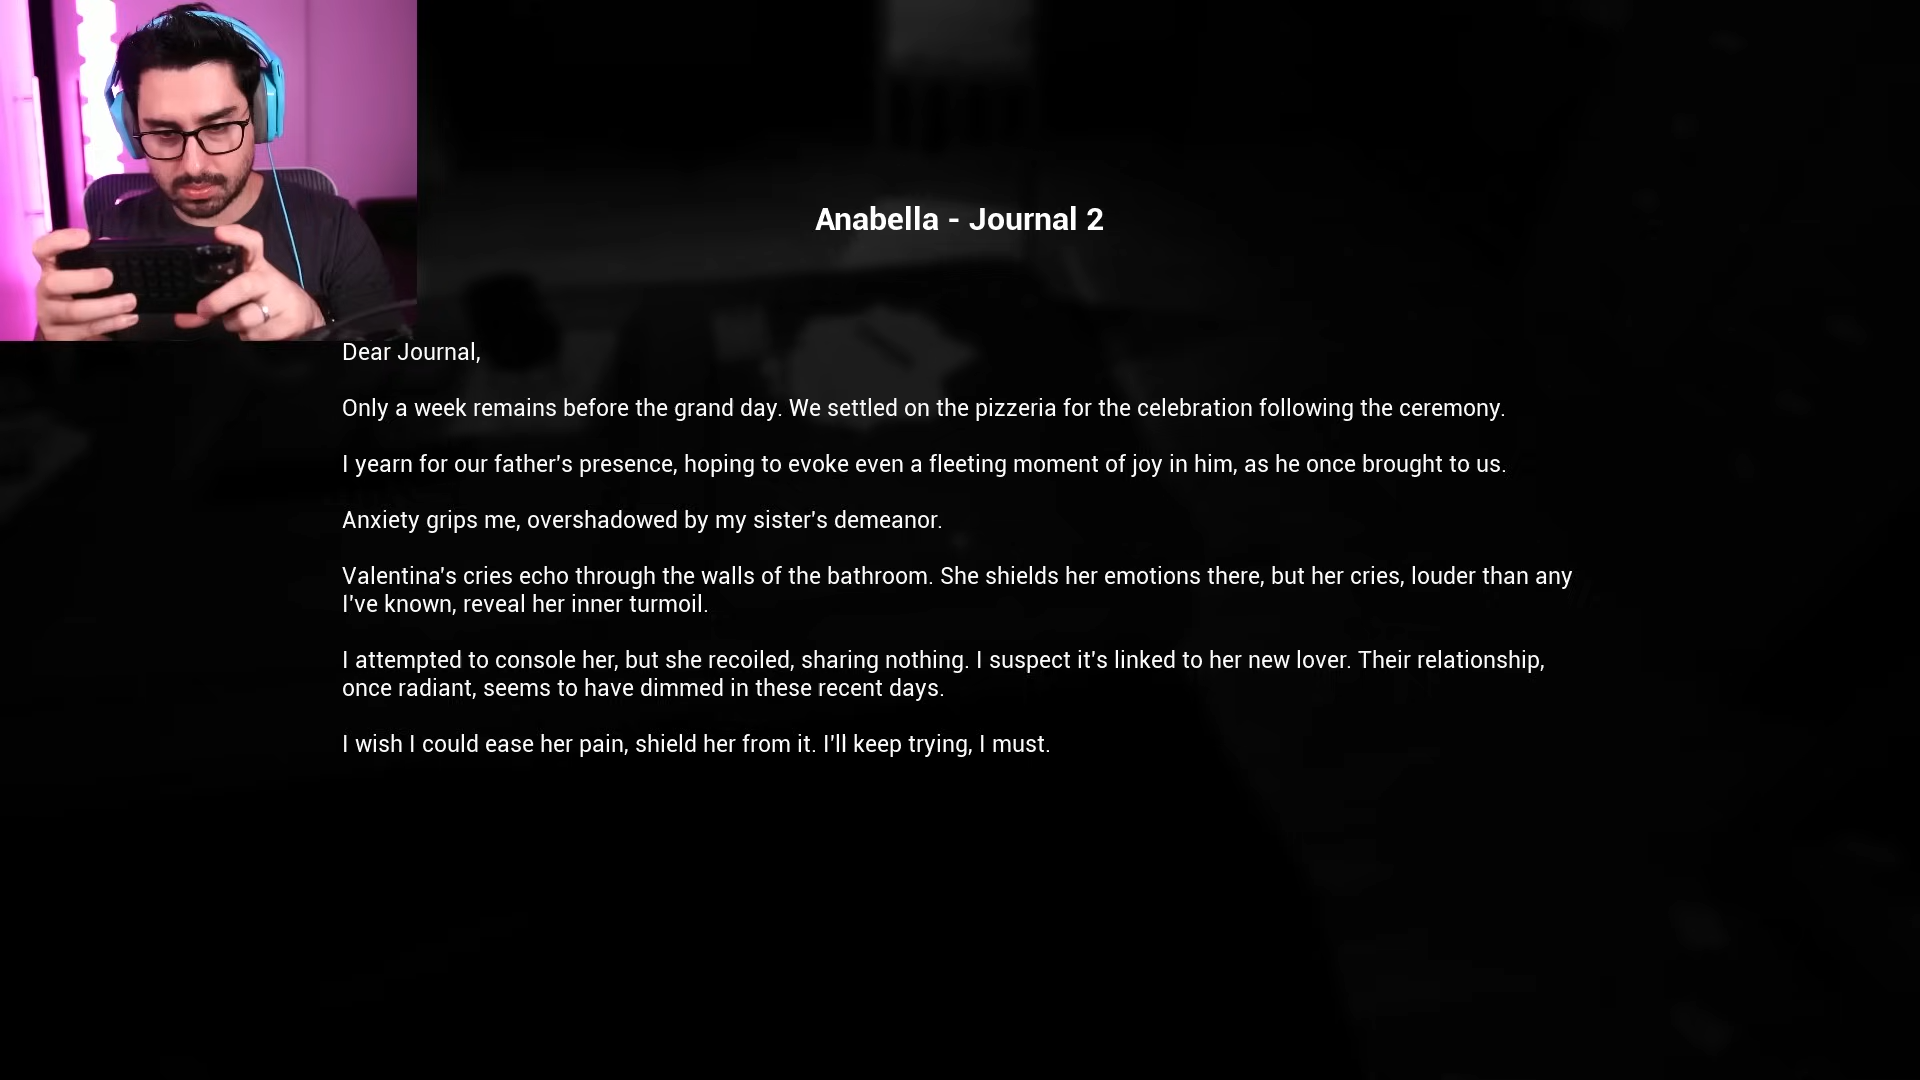 Anabella - Journal 2
Dear Journal,
Only a week remains before the grand day. We settled on the pizzeria for the celebration following the ceremony.
I yearn for our father's presence, hoping to evoke even a fleeting moment of joy in him, as he once brought to us.
Anxiety grips me, overshadowed by my sister's demeanor.
Valentina's cries echo through the walls of the bathroom. She shields her emotions there, but her cries, louder than any
I've known, reveal her inner turmoil.
I attempted to console her, but she recoiled, sharing nothing. I suspect it's linked to her new lover. Their relationship,
once radiant, seems to have dimmed in these recent days.
I wish I could ease her pain, shield her from it. I'll keep trying, I must.